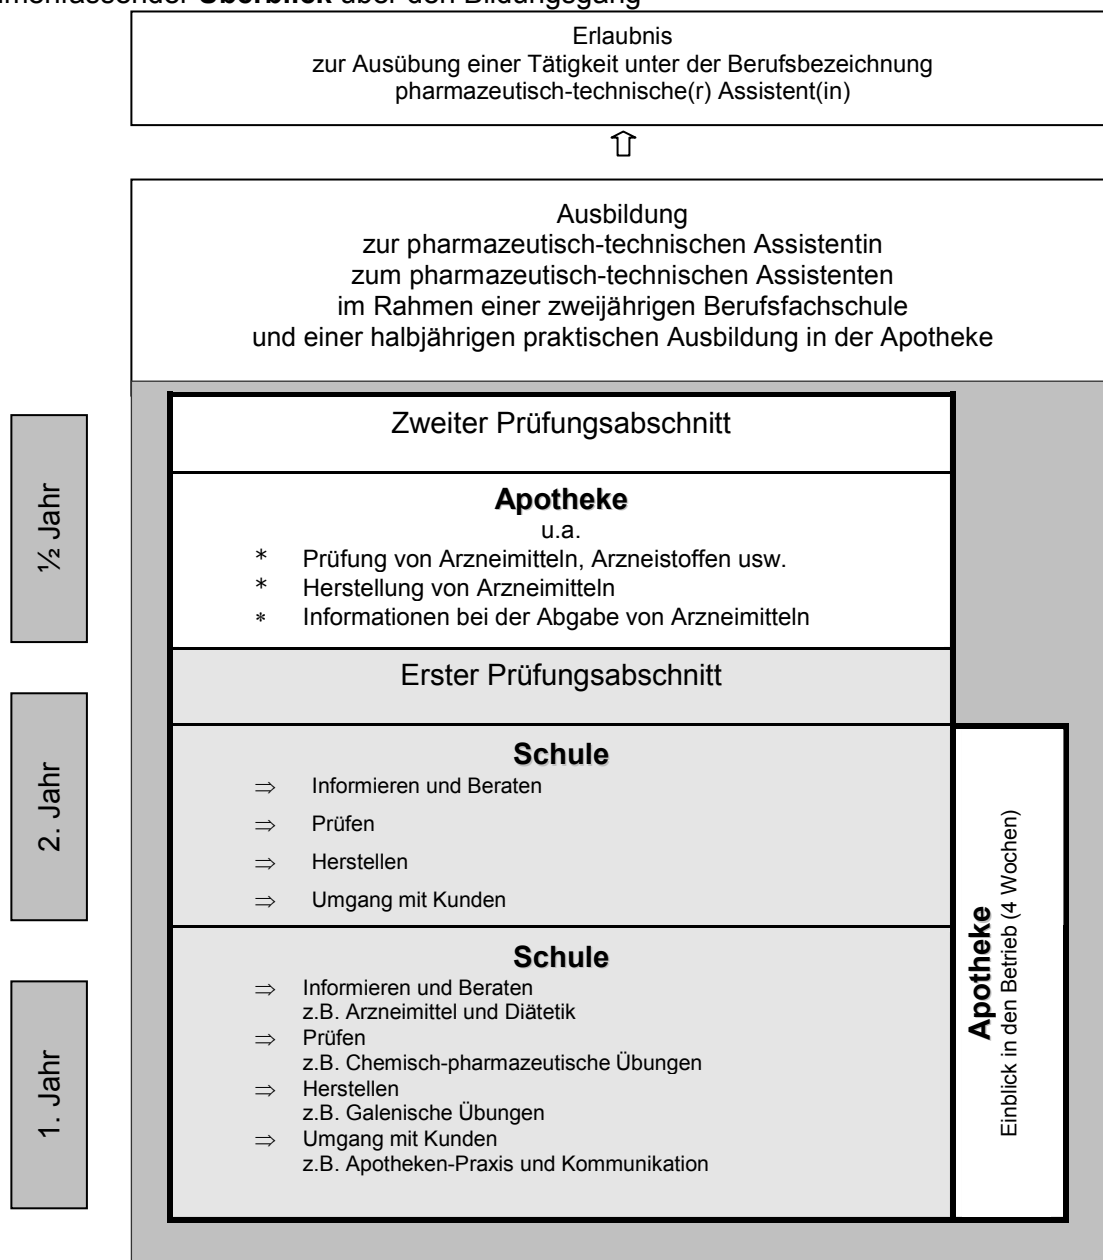 über den Bildungsgang
Erlaubnis
zur Ausübung einer Tätigkeit unter der Berufsbezeichnung
pharmazeutisch-technische(r) Assistent(in)
Ausbildung
zur pharmazeutisch-technischen Assistentin
zum pharmazeutisch-technischen Assistenten
im Rahmen einer zweijährigen Berufsfachschule
und einer halbjährigen praktischen Ausbildung in der Apotheke
½ Jahr
Zweiter Prüfungsabschnitt
Apotheke
u.a.
* Prüfung von Arzneimitteln, Arzneistoffen usw.
* Herstellung von Arzneimitteln
* Informationen bei der Abgabe von Arzneimitteln
Erster Prüfungsabschnitt
2. Jahr
Schule
⇒ Informieren und Beraten
⇒ Prüfen
⇒ Herstellen
⇒ Umgang mit Kunden
1. Jahr
Schule
⇒ Informieren und Beraten
z.B. Arzneimittel und Diätetik
⇒ Prüfen
z.B. Chemisch-pharmazeutische Übungen
⇒ Herstellen
z.B. Galenische Übungen
⇒ Umgang mit Kunden
z.B. Apotheken-Praxis und Kommunikation
Apotheke
Einblick in den Betrieb (4 Wochen)